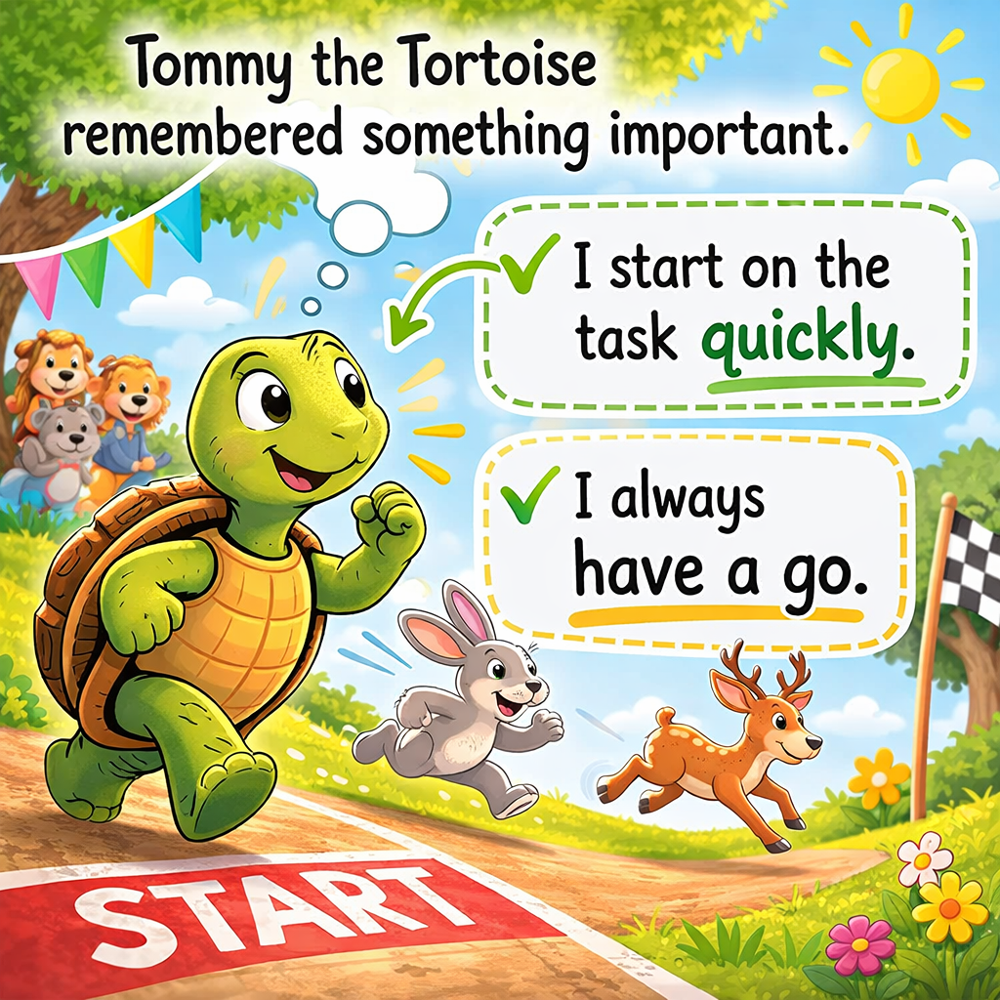 Tommy the Tortoise
remembered something important.
I start on the
task quickly.
I always
have a go.
START